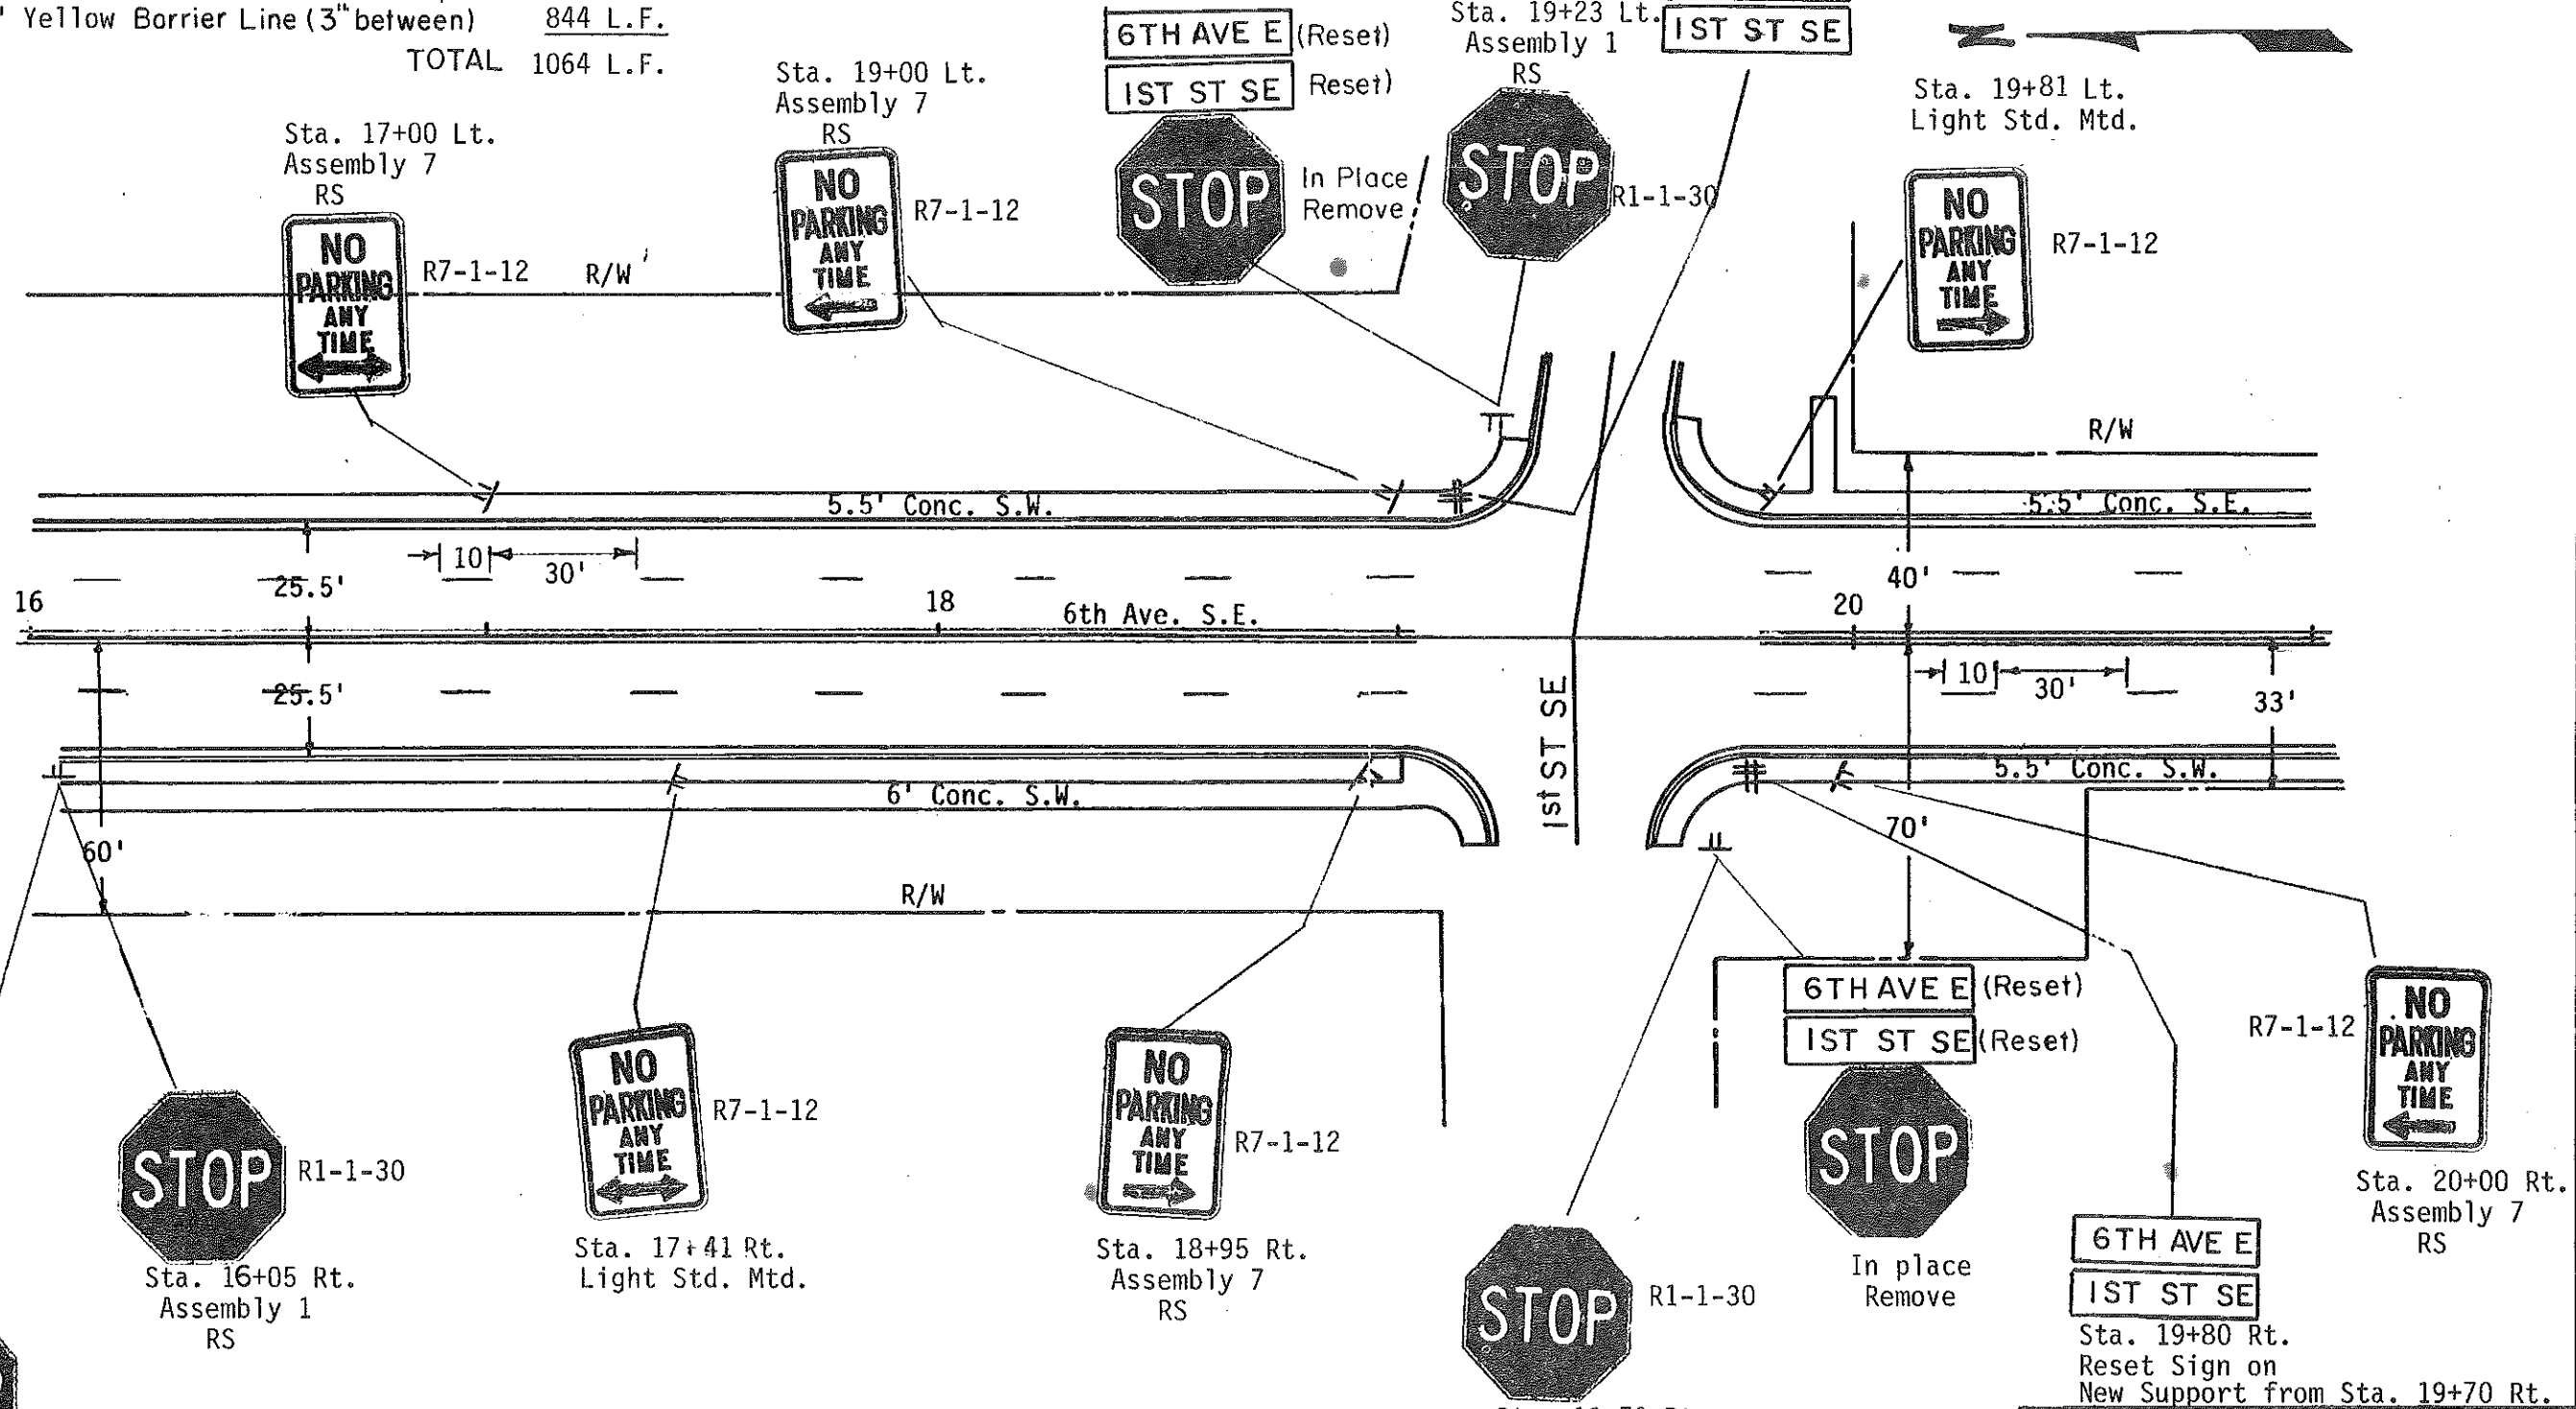 ' Yellow Barrier Line (3" between) 844 L.F.
TOTAL 1064 L.F.
Sta. 17+00 Lt.
Assembly 7
RS
NO
PARKING
ANY
TIME
R7-1-12
R/W
Sta. 19+00 Lt.
Assembly 7
RS
NO
PARKING
ANY
TIME
R7-1-12
6TH AVE E (Reset)
1ST ST SE Reset)
STOP
In Place
Remove
Sta. 19+23 Lt.
Assembly 1
RS
STOP
R1-1-30
1ST ST SE
N
Sta. 19+81 Lt.
Light Std. Mtd.
NO
PARKING
ANY
TIME
R7-1-12
R/W
5.5' Conc. S.W.
5.5' Conc. S.E.
10 30'
25.5'
40'
16
18
6th Ave. S.E.
20
25.5'
10 30'
33'
1st ST SE
6' Conc. S.W.
5.5' Conc. S.W.
60'
70'
R/W
STOP
R1-1-30
Sta. 16+05 Rt.
Assembly 1
RS
NO
PARKING
ANY
TIME
R7-1-12
Sta. 17+41 Rt.
Light Std. Mtd.
NO
PARKING
ANY
TIME
R7-1-12
Sta. 18+95 Rt.
Assembly 7
RS
STOP
R1-1-30
6TH AVE E (Reset)
1ST ST SE (Reset)
STOP
In place
Remove
6TH AVE E
1ST ST SE
Sta. 19+80 Rt.
Reset Sign on
New Support from Sta. 19+70 Rt.
NO
PARKING
ANY
TIME
R7-1-12
Sta. 20+00 Rt.
Assembly 7
RS